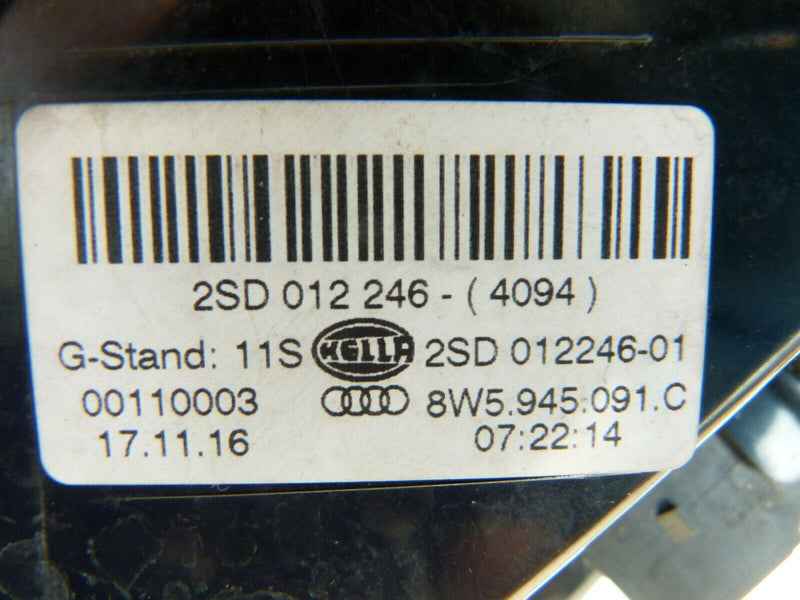 2SD 012 246 - ( 4094 )
G-Stand: 11S HELLA 2SD 012246-01
00110003 8W5.945.091.C
17.11.16 07:22:14